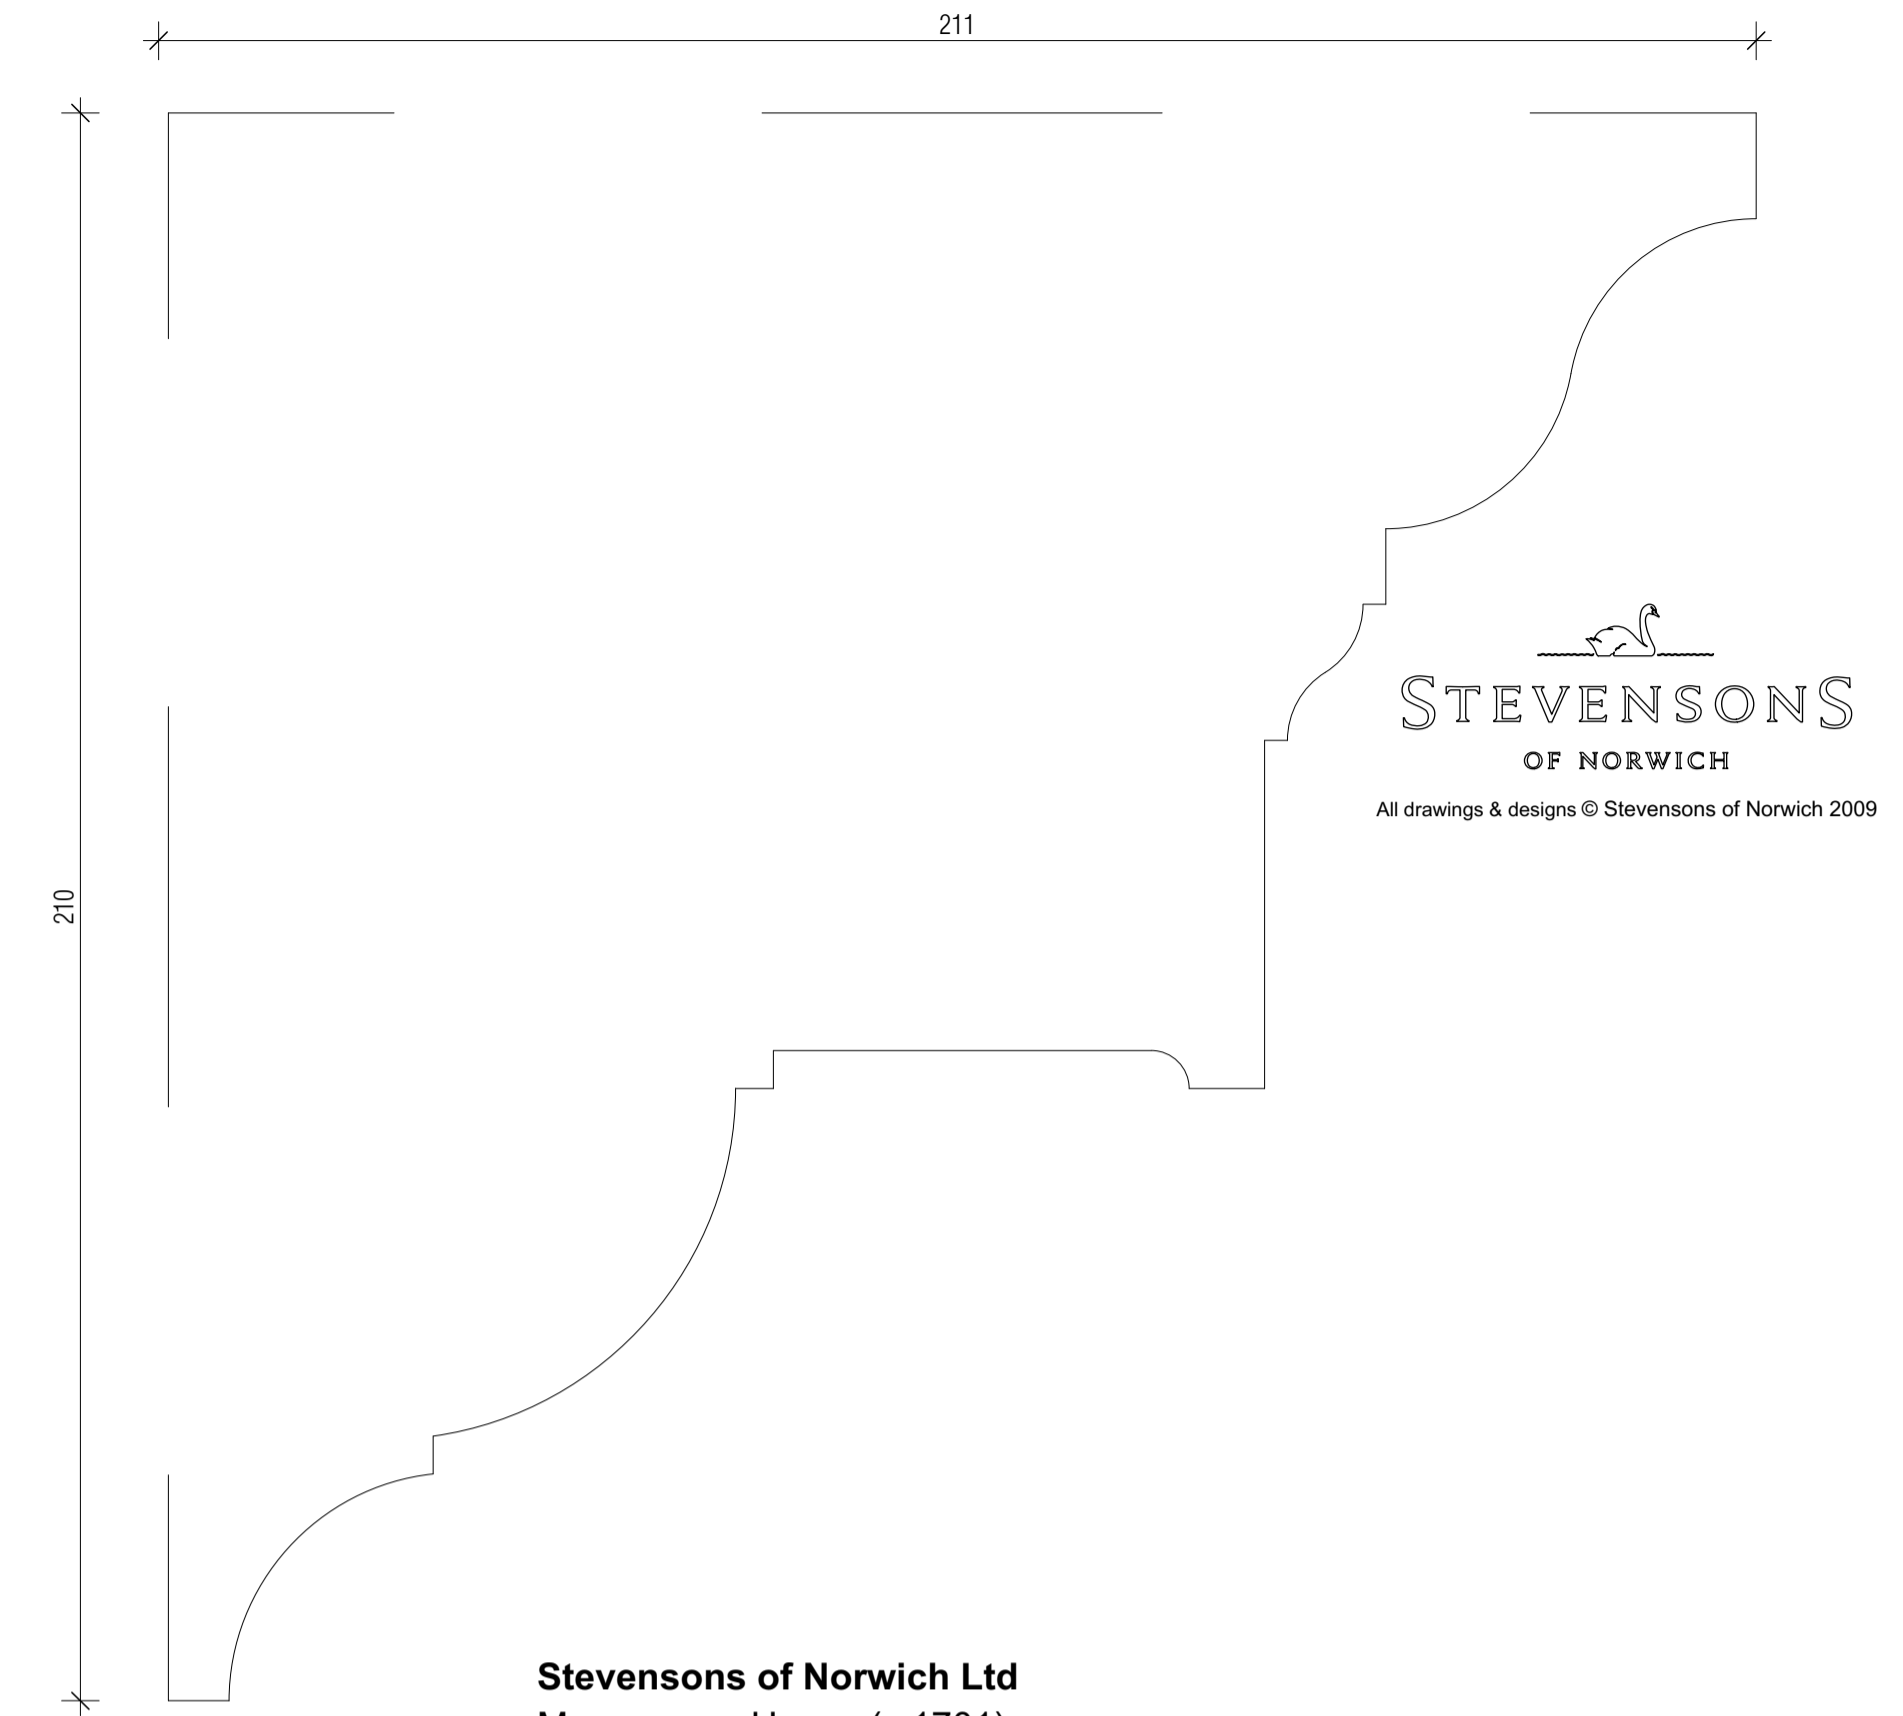 211
210
STEVENSONS
OF NORWICH
All drawings & designs © Stevensons of Norwich 2009
Stevensons of Norwich Ltd